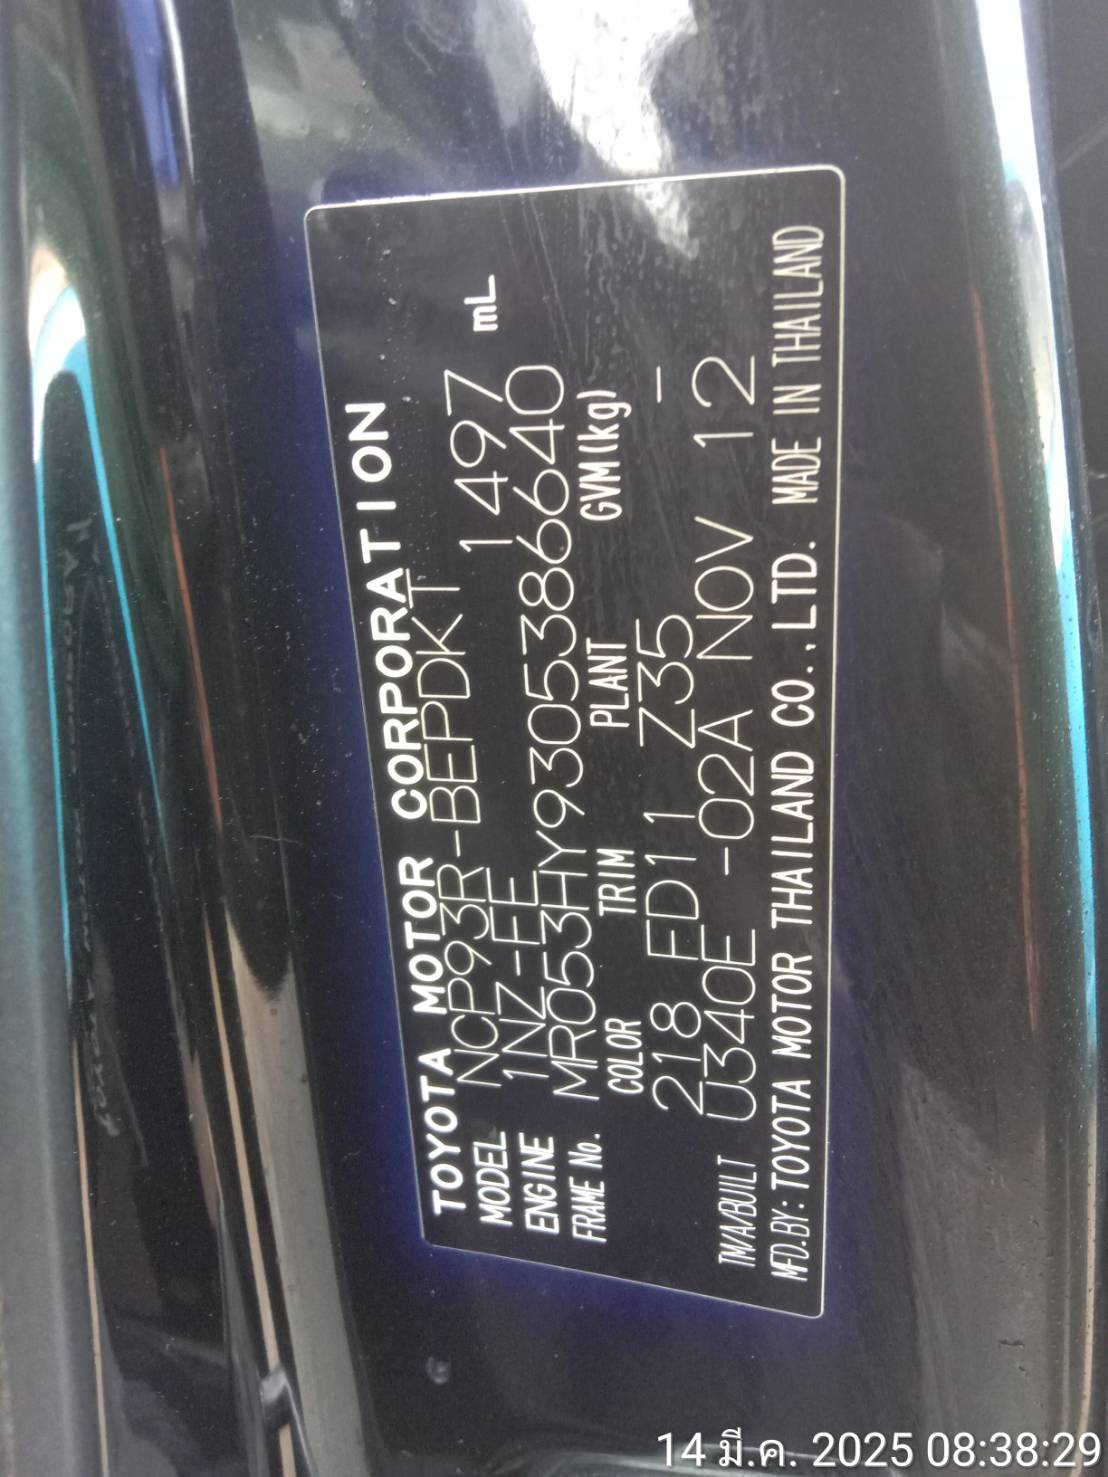 TOYOTA MOTOR CORPORATION
MODEL NCP93R-BEPDKT 1497 mL
ENGINE 1NZ-FE
FRAME No. MR053HY9305386640
COLOR TRIM PLANT GVM(kg)
218 FD11 Z35 –
TM/A/BUILT U340E -02A NOV 12
MFD.BY: TOYOTA MOTOR THAILAND CO.,LTD. MADE IN THAILAND
14 มี.ค. 2025 08:38:29